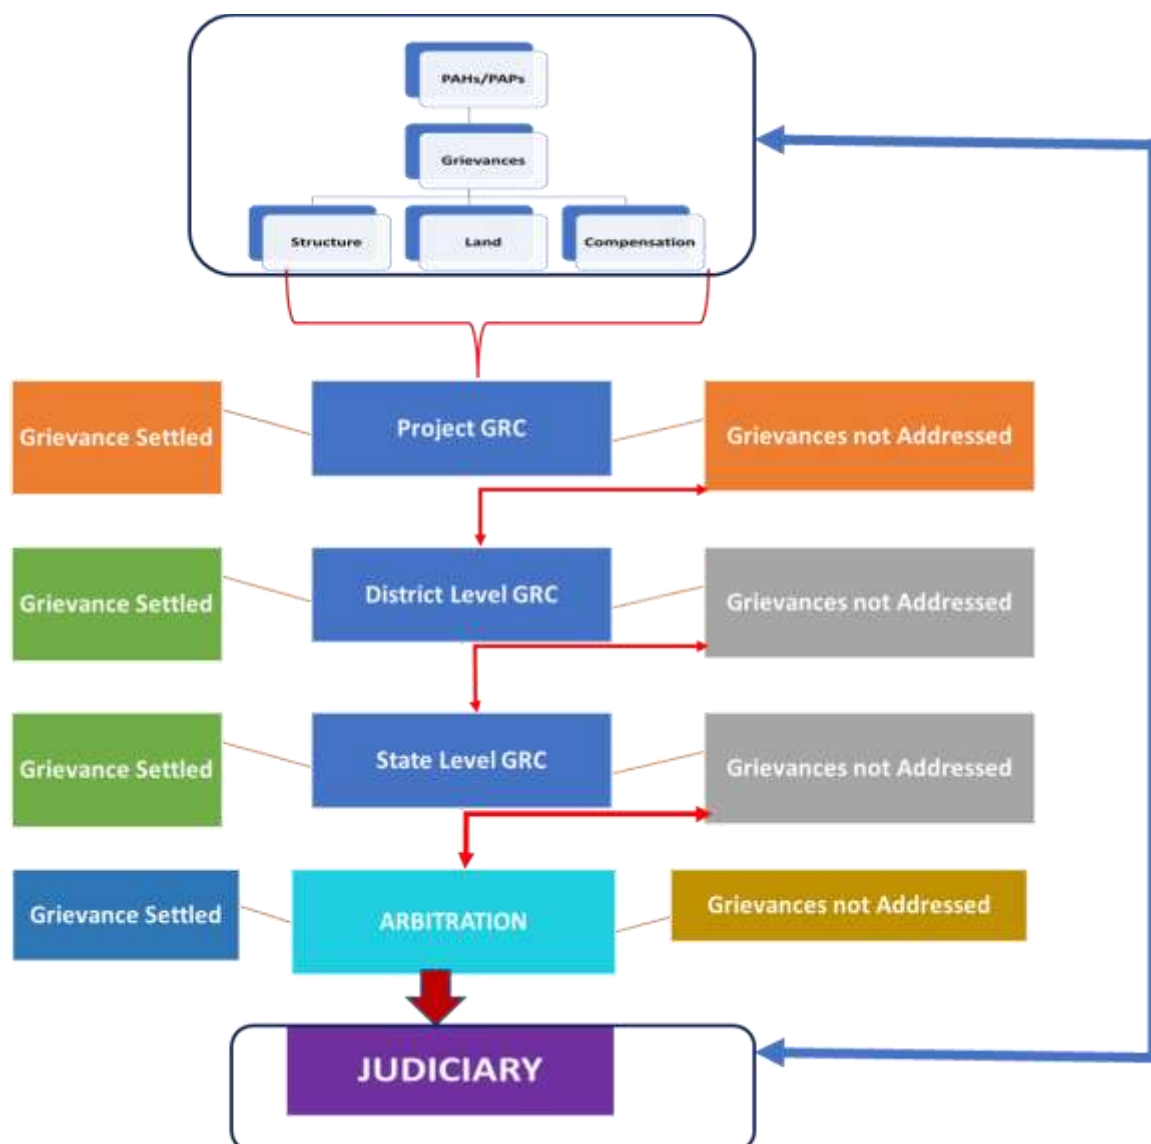 PAHs/PAPs
Grievances
Structure
Land
Compensation
Grievance Settled
Project GRC
Grievances not Addressed
Grievance Settled
District Level GRC
Grievances not Addressed
Grievance Settled
State Level GRC
Grievances not Addressed
Grievance Settled
ARBITRATION
Grievances not Addressed
JUDICIARY